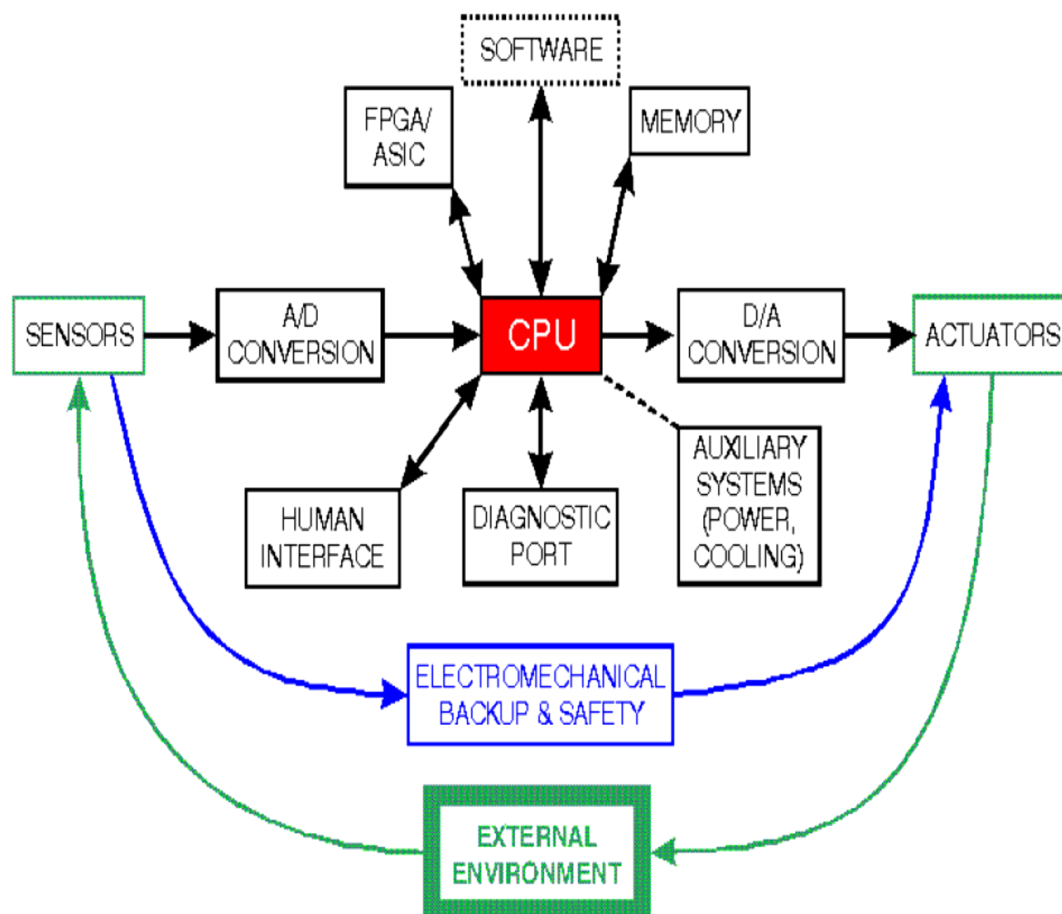 SOFTWARE
FPGA/
ASIC
MEMORY
SENSORS
A/D
CONVERSION
CPU
D/A
CONVERSION
ACTUATORS
HUMAN
INTERFACE
DIAGNOSTIC
PORT
AUXILIARY
SYSTEMS
(POWER,
COOLING)
ELECTROMECHANICAL
BACKUP & SAFETY
EXTERNAL
ENVIRONMENT